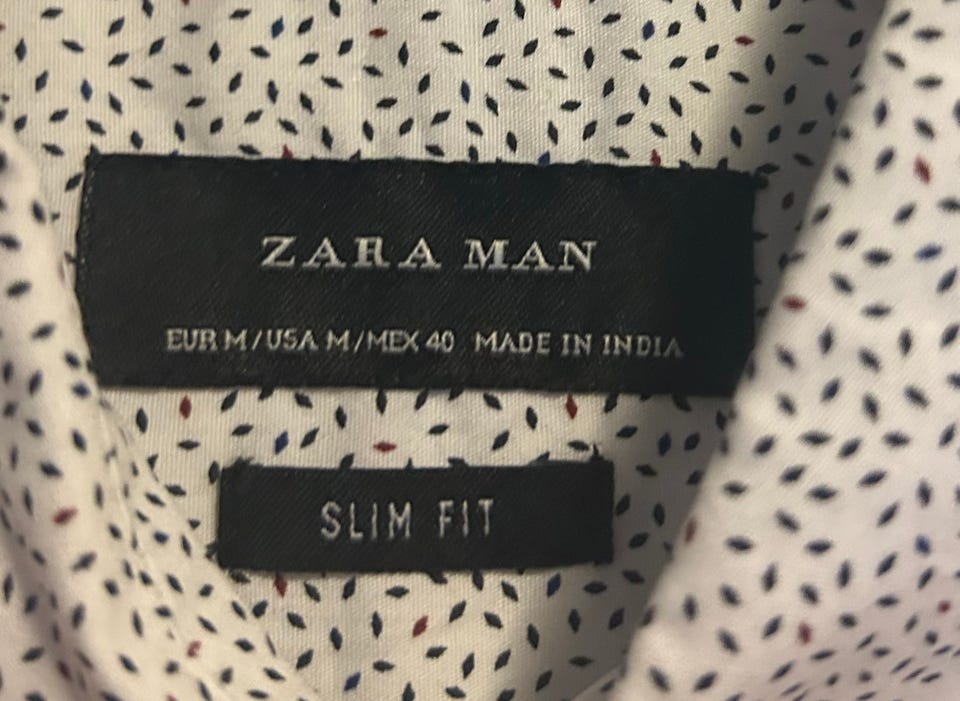 ZARA MAN
EUR M/USA M/MEX 40 MADE IN INDIA
SLIM FIT